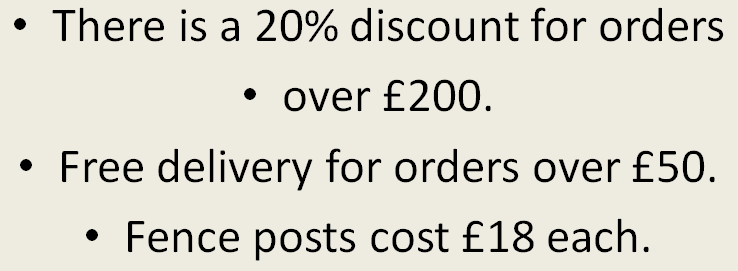 • There is a 20% discount for orders
• over £200.
• Free delivery for orders over £50.
• Fence posts cost £18 each.